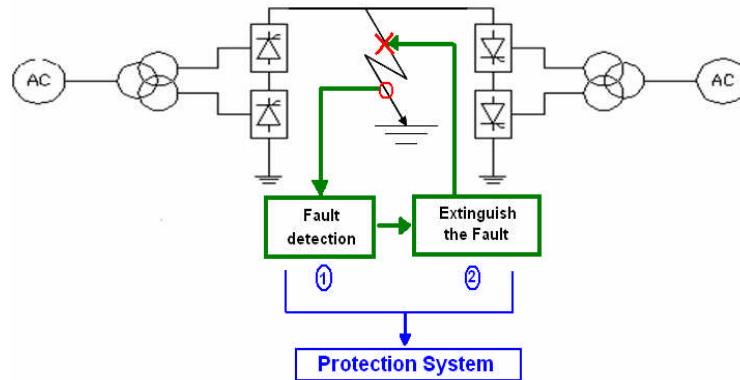 AC
AC
Fault
detection
Extinguish
the Fault
1
2
Protection System